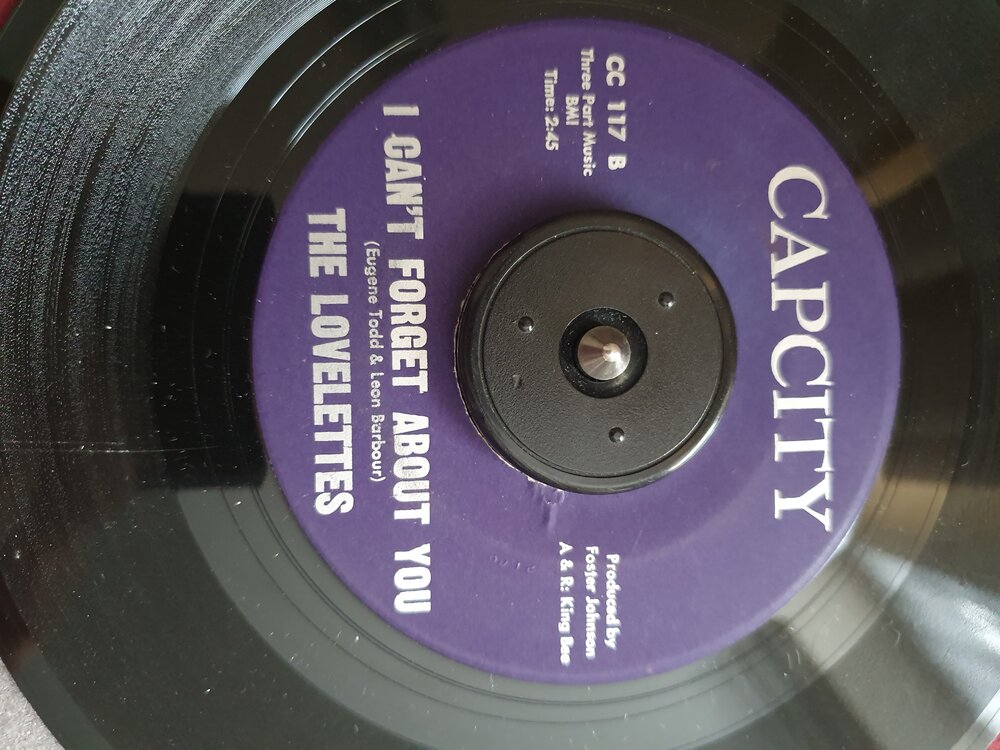 CAPCITY
CC 117 B
Three Part Music
BMI
Time: 2:45
Produced by
Foster Johnson
A & R: King Bee
I CAN'T FORGET ABOUT YOU
(Eugene Todd & Leon Barbour)
THE LOVELETTES